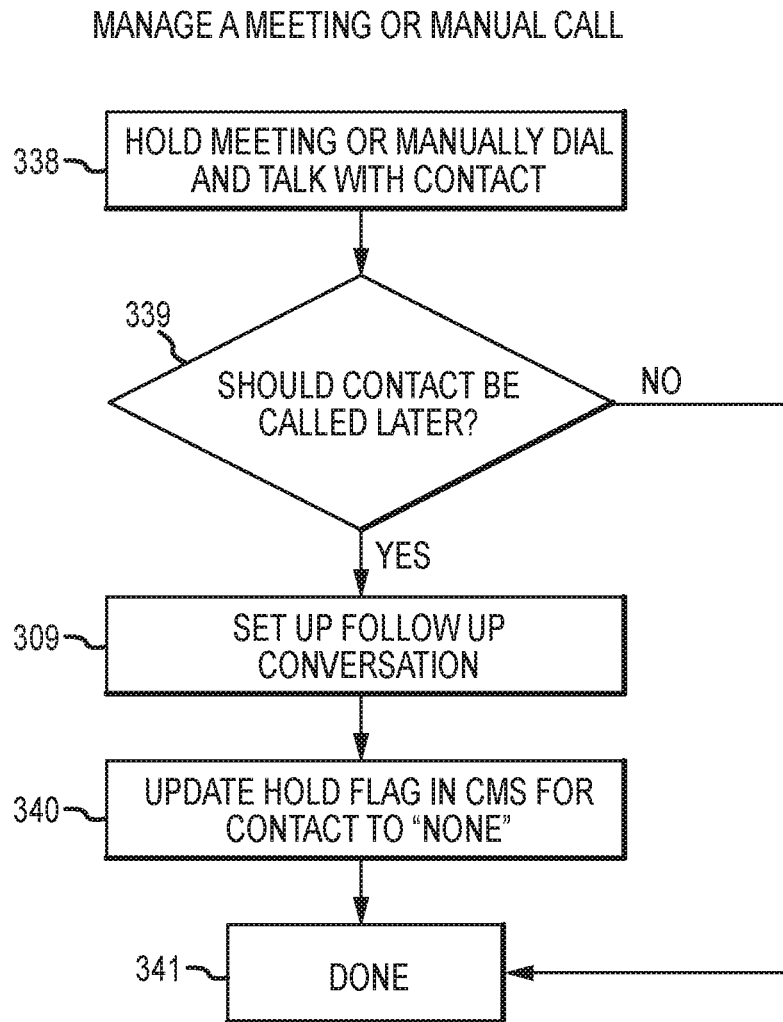 MANAGE A MEETING OR MANUAL CALL
338
HOLD MEETING OR MANUALLY DIAL
AND TALK WITH CONTACT
339
SHOULD CONTACT BE
CALLED LATER?
NO
YES
309
SET UP FOLLOW UP
CONVERSATION
340
UPDATE HOLD FLAG IN CMS FOR
CONTACT TO “NONE”
341
DONE